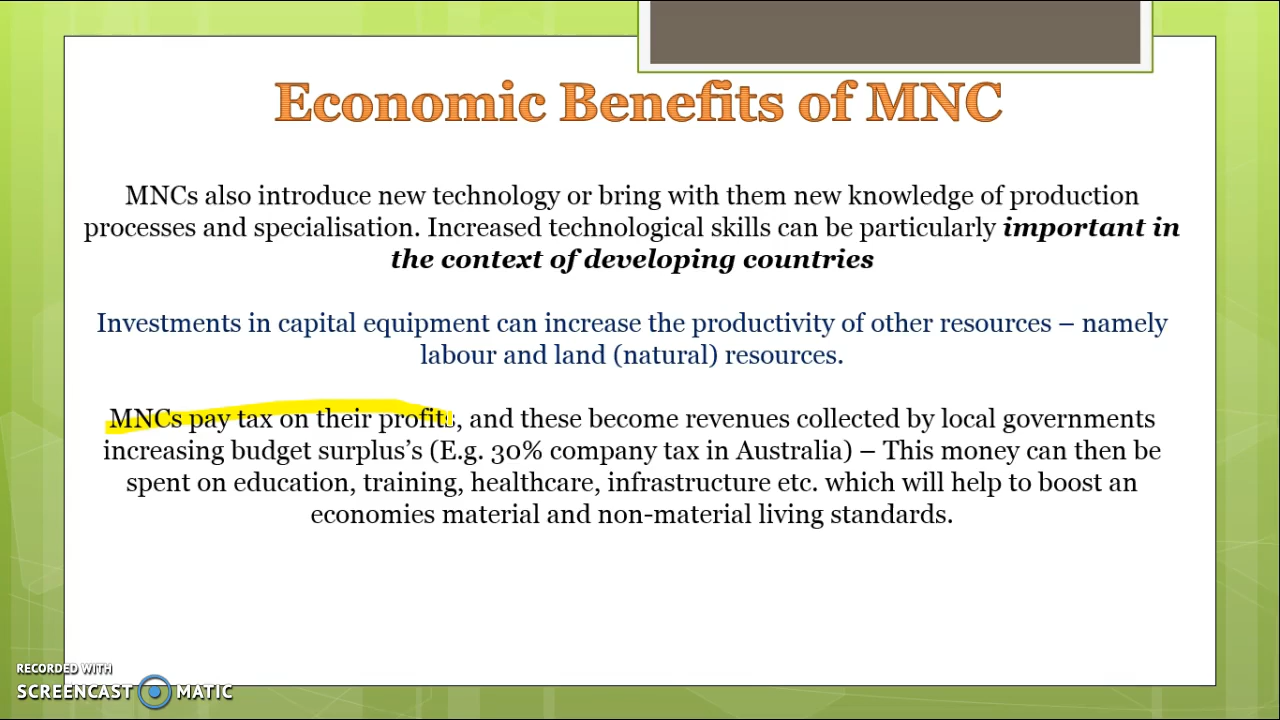 Economic Benefits of MNC
MNCs also introduce new technology or bring with them new knowledge of production
processes and specialisation. Increased technological skills can be particularly important in
the context of developing countries
Investments in capital equipment can increase the productivity of other resources – namely
labour and land (natural) resources.
MNCs pay tax on their profits, and these become revenues collected by local governments
increasing budget surplus’s (E.g. 30% company tax in Australia) – This money can then be
spent on education, training, healthcare, infrastructure etc. which will help to boost an
economies material and non-material living standards.
RECORDED WITH
SCREENCAST MATIC